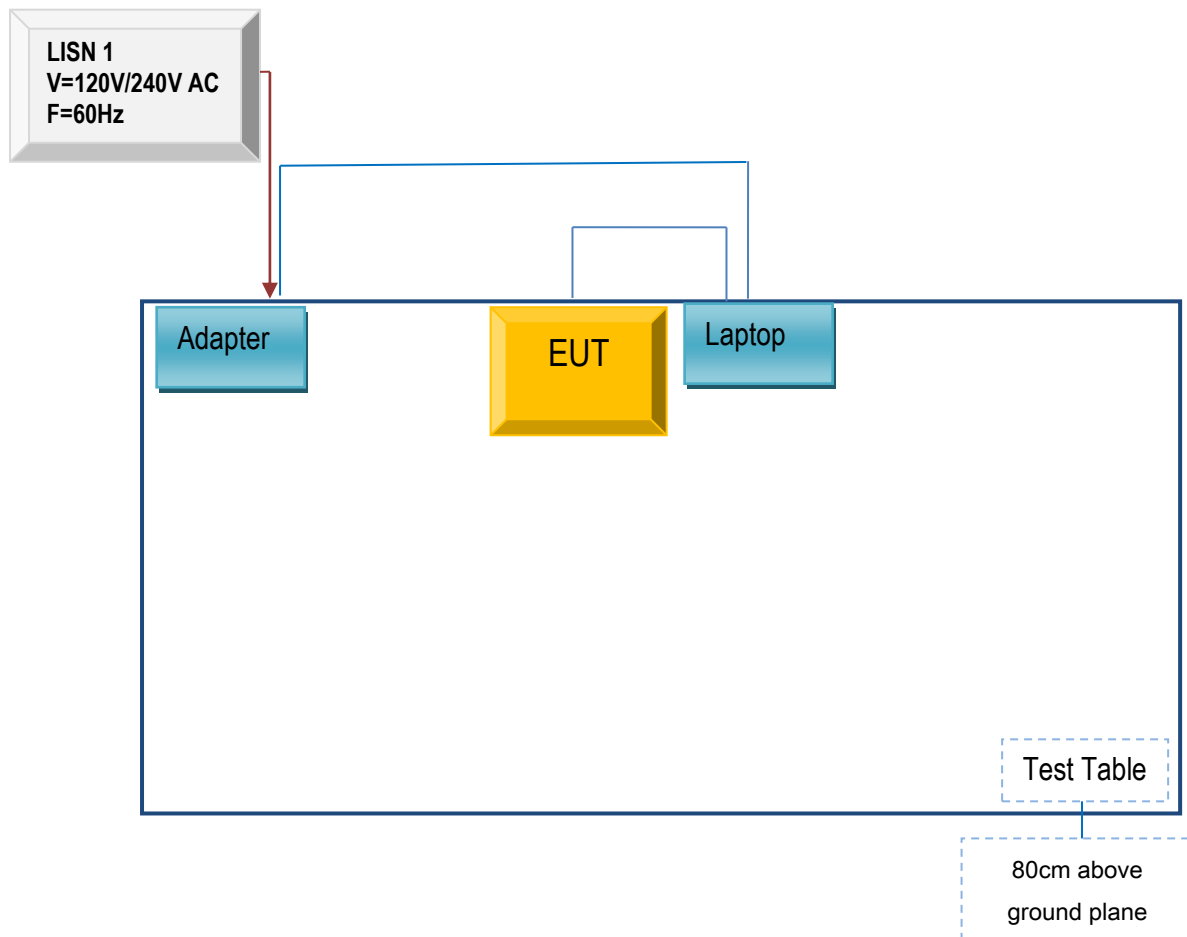 LISN 1
V=120V/240V AC
F=60Hz
Adapter
EUT
Laptop
Test Table
80cm above
ground plane